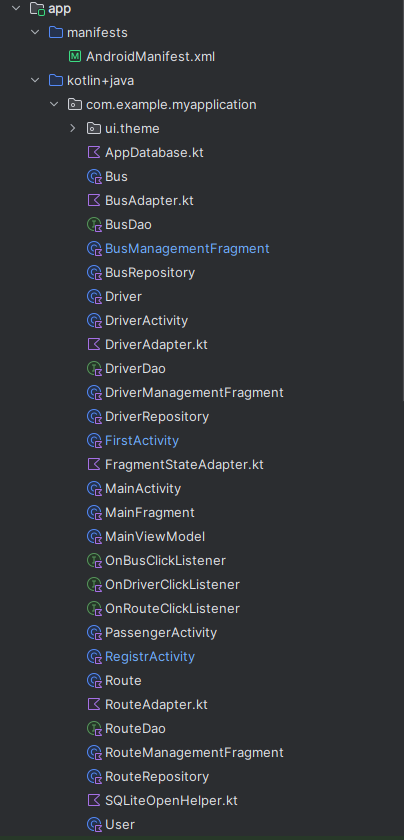 app
manifests
AndroidManifest.xml
kotlin+java
com.example.myapplication
ui.theme
AppDatabase.kt
Bus
BusAdapter.kt
BusDao
BusManagementFragment
BusRepository
Driver
DriverActivity
DriverAdapter.kt
DriverDao
DriverManagementFragment
DriverRepository
FirstActivity
FragmentStateAdapter.kt
MainActivity
MainFragment
MainViewModel
OnBusClickListener
OnDriverClickListener
OnRouteClickListener
PassengerActivity
RegistrActivity
Route
RouteAdapter.kt
RouteDao
RouteManagementFragment
RouteRepository
SQLiteOpenHelper.kt
User